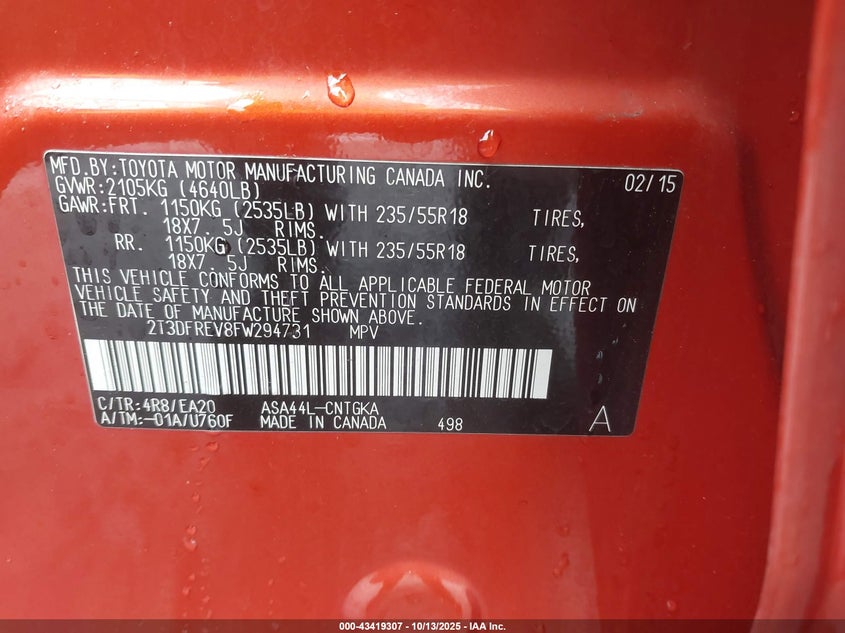 MFD.BY:TOYOTA MOTOR MANUFACTURING CANADA INC. 02/15
GVWR:2105KG (4640LB)
GAWR:FRT. 1150KG (2535LB) WITH 235/55R18 TIRES,
18X7. 5J RIMS.
RR. 1150KG (2535LB) WITH 235/55R18 TIRES,
18X7. 5J RIMS.
THIS VEHICLE CONFORMS TO ALL APPLICABLE FEDERAL MOTOR
VEHICLE SAFETY AND THEFT PREVENTION STANDARDS IN EFFECT ON
THE DATE OF MANUFACTURE SHOWN ABOVE.
2T3DFREV8FW294731 MPV
C/TR:4R8/EA20 ASA44L-CNTGKA
A/TM:-01A/U760F MADE IN CANADA 498 A
000-43419307 - 10/13/2025 - IAA Inc.